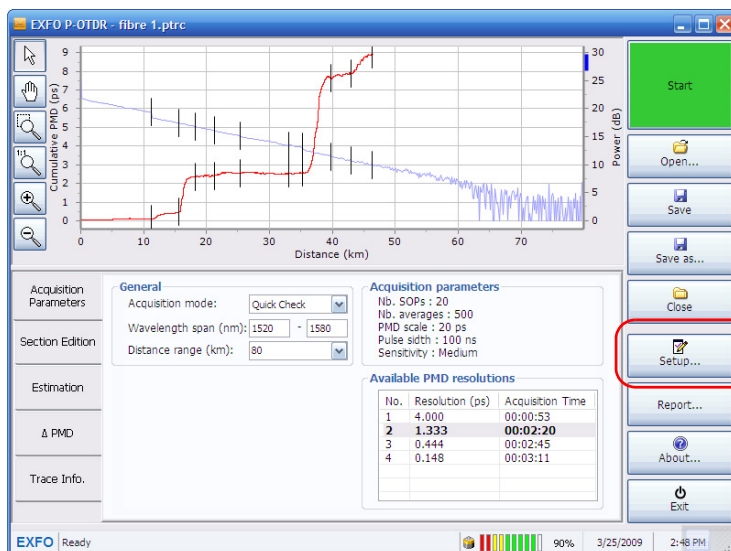 EXFO P-OTDR - fibre 1.ptrc
Cumulative PMD (ps)
9
8
7
6
5
4
3
2
1
0
0 10 20 30 40 50 60 70
Distance (km)
30
25
20
15
10
5
0
Power (dB)
1:1
Start
Open...
Save
Save as...
Close
Setup...
Report...
About...
Exit
Acquisition
Parameters
Section Edition
Estimation
Δ PMD
Trace Info.
General
Acquisition mode: Quick Check
Wavelength span (nm): 1520 - 1580
Distance range (km): 80
Acquisition parameters
Nb. SOPs : 20
Nb. averages : 500
PMD scale : 20 ps
Pulse sidth : 100 ns
Sensitivity : Medium
Available PMD resolutions
No. Resolution (ps) Acquisition Time
1 4.000 00:00:53
2 1.333 00:02:20
3 0.444 00:02:45
4 0.148 00:03:11
EXFO Ready 90% 3/25/2009 2:48 PM